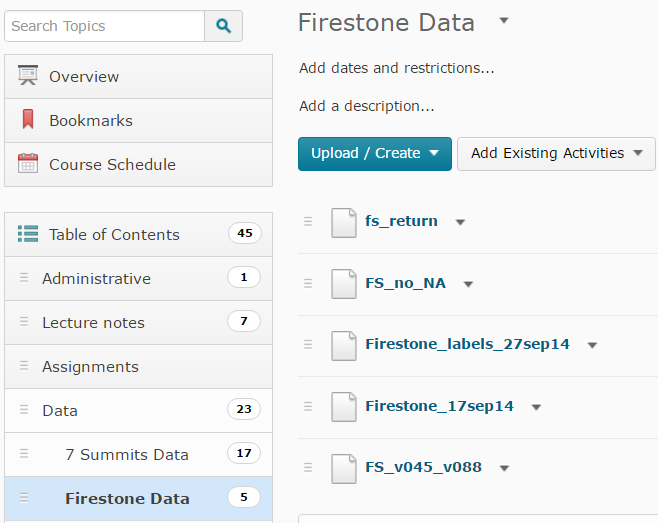 Search Topics
Overview
Bookmarks
Course Schedule
Table of Contents 45
Administrative 1
Lecture notes 7
Assignments
Data 23
7 Summits Data 17
Firestone Data 5
Firestone Data
Add dates and restrictions...
Add a description...
Upload / Create
Add Existing Activities
fs_return
FS_no_NA
Firestone_labels_27sep14
Firestone_17sep14
FS_v045_v088